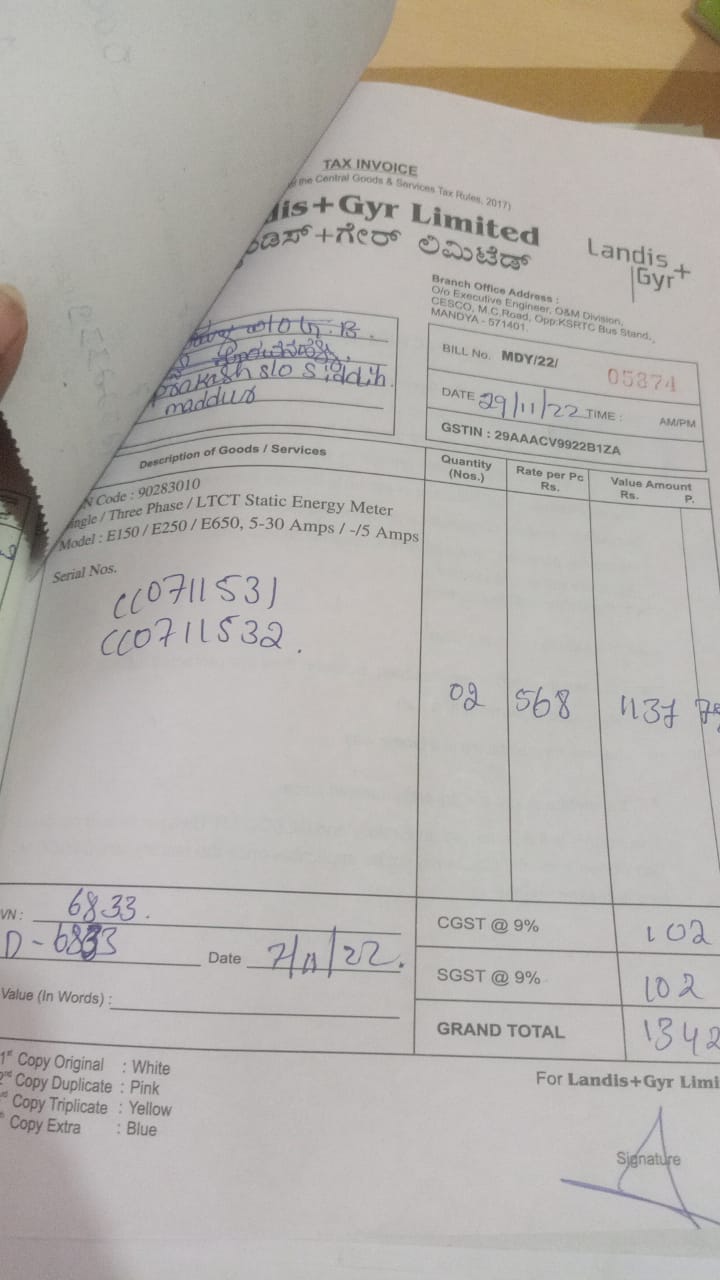 TAX INVOICE
the Central Goods & Services Tax Rules, 2017)
dis+Gyr Limited
ಡಿಸ್+ಗೇರ್ ಲಿಮಿಟೆಡ್
Landis+
Gyr
Branch Office Address :
O/o Executive Engineer, O&M Division,
CESCO, M.C.Road, Opp:KSRTC Bus Stand,
MANDYA - 571401.
Prakash S/o Siddih.
maddur
BILL No. MDY/22/ 05874
DATE 29/11/22 TIME : AM/PM
GSTIN : 29AAACV9922B1ZA
Description of Goods / Services
Quantity (Nos.)
Rate per Pc Rs.
Value Amount Rs. P.
N Code : 90283010
ingle / Three Phase / LTCT Static Energy Meter
Model : E150 / E250 / E650, 5-30 Amps / -/5 Amps
Serial Nos.
CC0711531
CC0711532.
02 568 1137
VN : 6833.
D - 6833 Date 7/11/22.
Value (In Words) :
CGST @ 9% 102
SGST @ 9% 102
GRAND TOTAL 1342
1st Copy Original : White
2nd Copy Duplicate : Pink
rd Copy Triplicate : Yellow
Copy Extra : Blue
For Landis+Gyr Limi
Signature